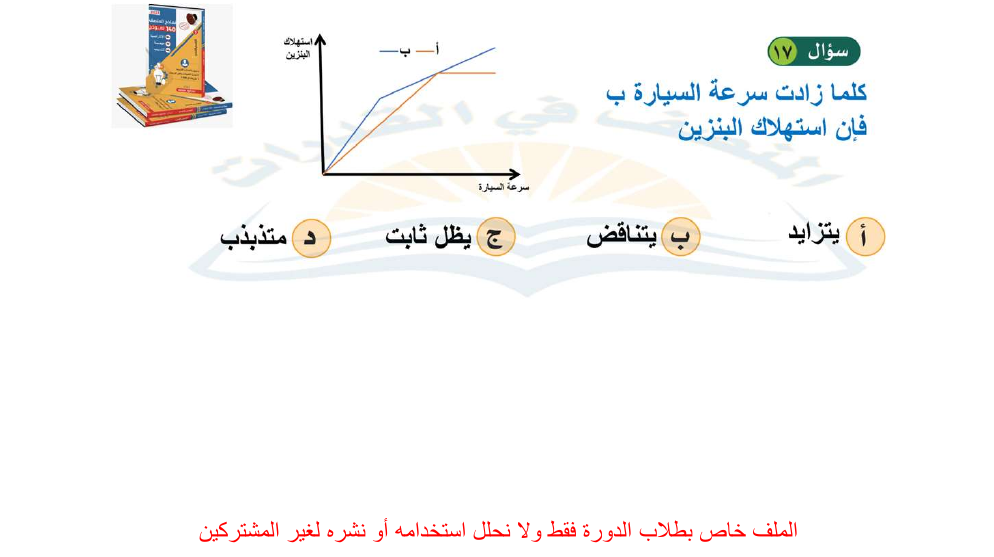 سؤال ١٧
كلما زادت سرعة السيارة ب
فإن استهلاك البنزين
استهلاك
البنزين
أ ب
سرعة السيارة
أ يتزايد ب يتناقض ج يظل ثابت د متذبذب
الملف خاص بطلاب الدورة فقط ولا نحلل استخدامه أو نشره لغير المشتركين